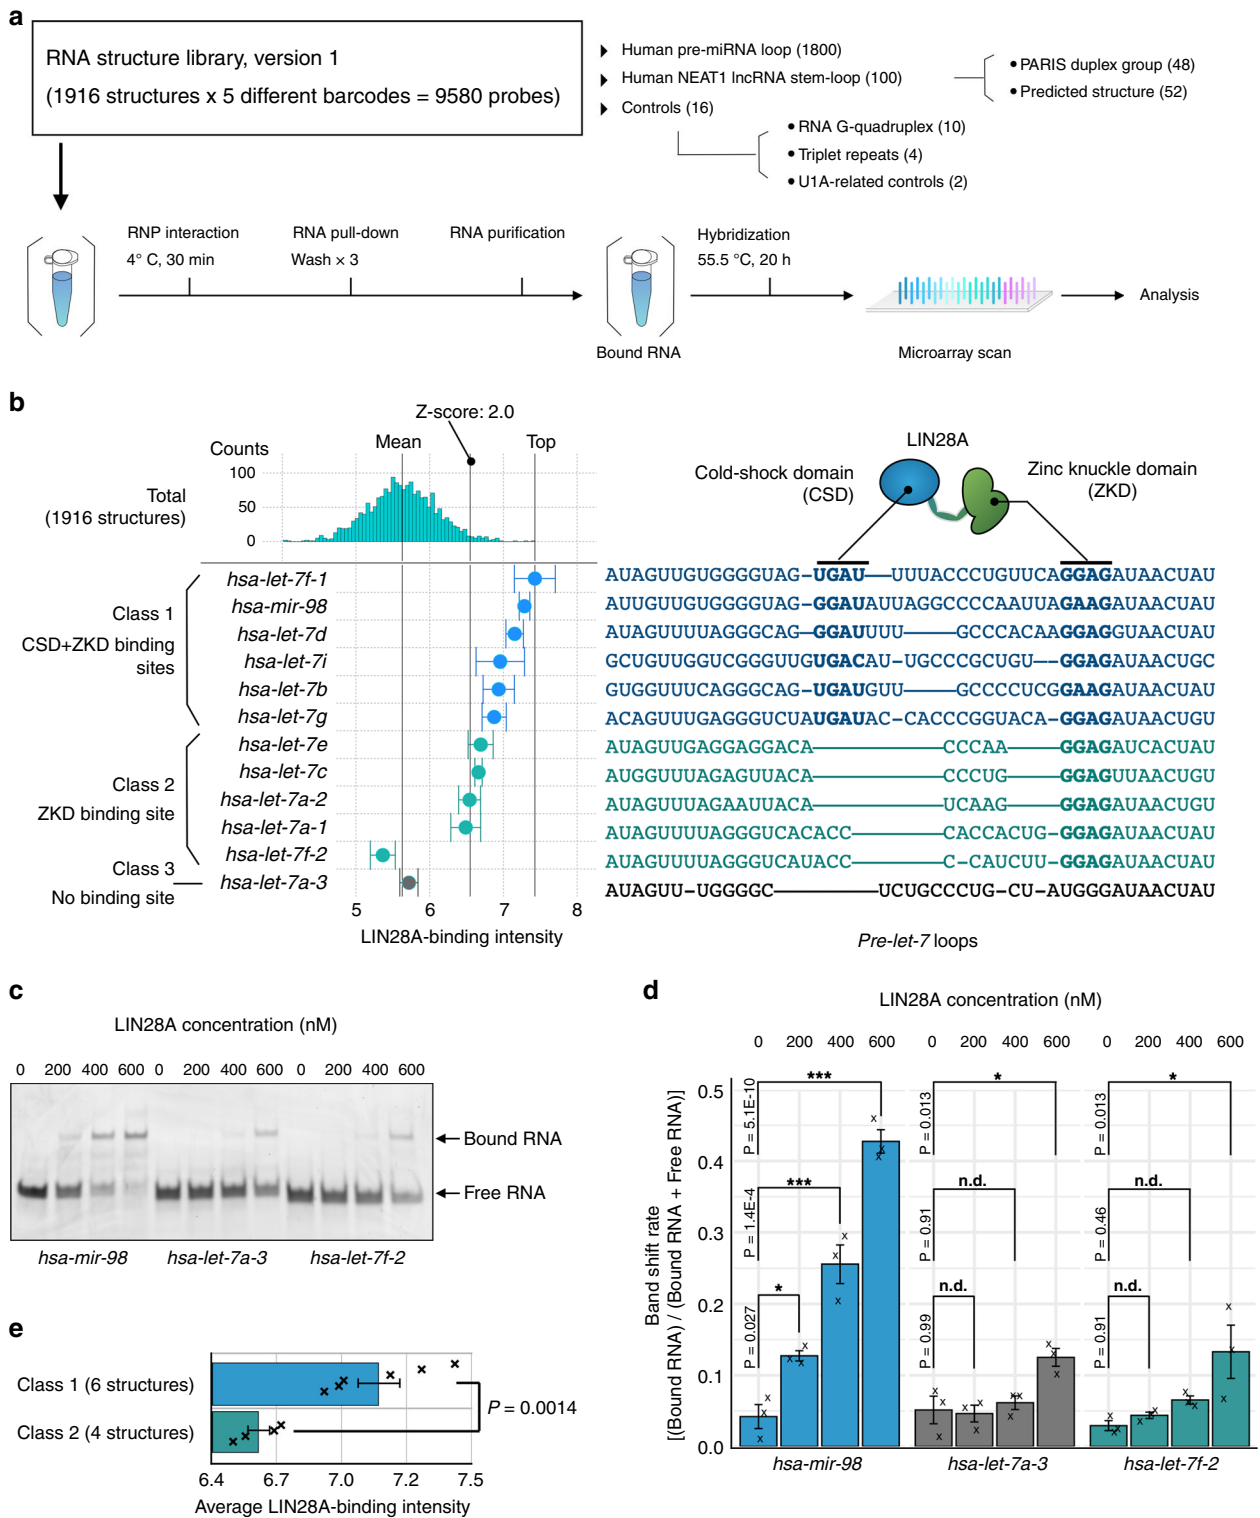 a
RNA structure library, version 1
(1916 structures x 5 different barcodes = 9580 probes)
Human pre-miRNA loop (1800)
Human NEAT1 lncRNA stem-loop (100)
Controls (16)
PARIS duplex group (48)
Predicted structure (52)
RNA G-quadruplex (10)
Triplet repeats (4)
U1A-related controls (2)
RNP interaction
4° C, 30 min
RNA pull-down
Wash × 3
RNA purification
Bound RNA
Hybridization
55.5 °C, 20 h
Microarray scan
Analysis
b
Z-score: 2.0
Mean
Top
Counts
100
50
0
Total
(1916 structures)
LIN28A
Cold-shock domain
(CSD)
Zinc knuckle domain
(ZKD)
Class 1
CSD+ZKD binding
sites
Class 2
ZKD binding site
Class 3
No binding site
hsa-let-7f-1 AUAGUUGUGGGGUAG–UGAU—UUUACCCUGUUCAGGAGAUAACUAU
hsa-mir-98 AUUGUUGUGGGGUAG–GGAUAUUAGGCCCCAAUUAGAAGAUAACUAU
hsa-let-7d AUAGUUUUAGGGCAG–GGAUUUU——GCCCACAAGGAGGUAACUAU
hsa-let-7i GCUGUUGGUCGGGUUGUGACAU–UGCCCGCUGU—–GGAGAUAACUGC
hsa-let-7b GUGGUUUCAGGGCAG–UGAUGUU——GCCCCUCGGAAGAUAACUAU
hsa-let-7g ACAGUUUGAGGGUCUAUGAUAC–CACCCGGUACA–GGAGAUAACUGU
hsa-let-7e AUAGUUGAGGAGGACA—————CCCAA——GGAGAUCACUAU
hsa-let-7c AUGGUUUAGAGUUACA—————CCCUG——GGAGUUAACUGU
hsa-let-7a-2 AUAGUUUAGAAUUACA—————UCAAG——GGAGAUAACUGU
hsa-let-7a-1 AUAGUUUUAGGGUCACACC———CACCACUG–GGAGAUAACUAU
hsa-let-7f-2 AUAGUUUUAGGGUCAUACC———C–CAUCUU–GGAGAUAACUAU
hsa-let-7a-3 AUAGUU–UGGGGC————UCUGCCCUG–CU–AUGGGAUAACUAU
5 6 7 8
LIN28A-binding intensity
Pre-let-7 loops
c
LIN28A concentration (nM)
0 200 400 600 0 200 400 600 0 200 400 600
Bound RNA
Free RNA
hsa-mir-98 hsa-let-7a-3 hsa-let-7f-2
d
LIN28A concentration (nM)
0 200 400 600 0 200 400 600 0 200 400 600
Band shift rate
[(Bound RNA) / (Bound RNA + Free RNA)]
0.5
0.4
0.3
0.2
0.1
0.0
P = 5.1E-10
***
P = 1.4E-4
***
P = 0.027
*
P = 0.013
*
P = 0.91
n.d.
P = 0.99
n.d.
P = 0.013
*
P = 0.46
n.d.
P = 0.91
n.d.
hsa-mir-98 hsa-let-7a-3 hsa-let-7f-2
e
Class 1 (6 structures)
Class 2 (4 structures)
P = 0.0014
6.4 6.7 7.0 7.2 7.5
Average LIN28A-binding intensity